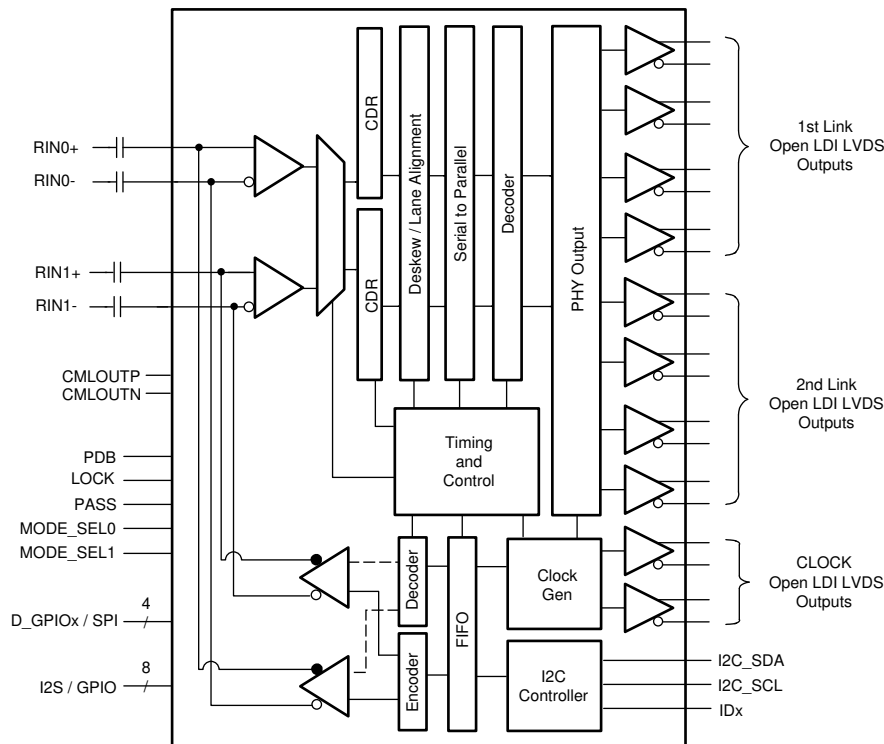 RIN0+
RIN0-
RIN1+
RIN1-
CMLOUTP
CMLOUTN
PDB
LOCK
PASS
MODE_SEL0
MODE_SEL1
4
D_GPIOx / SPI
8
I2S / GPIO
CDR
CDR
Deskew / Lane Alignment
Serial to Parallel
Decoder
PHY Output
Timing
and
Control
Decoder
Encoder
FIFO
Clock
Gen
I2C
Controller
1st Link
Open LDI LVDS
Outputs
2nd Link
Open LDI LVDS
Outputs
CLOCK
Open LDI LVDS
Outputs
I2C_SDA
I2C_SCL
IDx